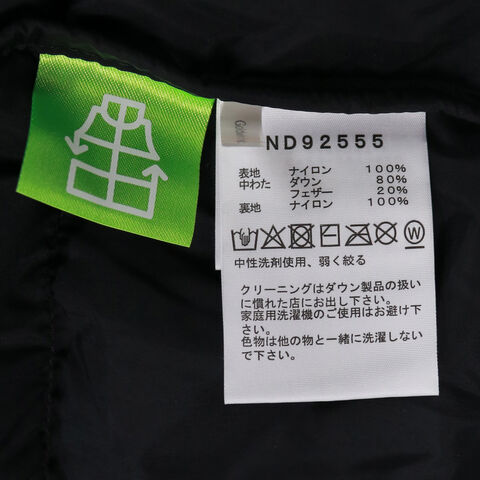 ND92555
表地 ナイロン 100%
中わた ダウン 80%
フェザー 20%
裏地 ナイロン 100%
中性洗剤使用、弱く絞る
クリーニングはダウン製品の扱い
に慣れた店にお出し下さい。
家庭用洗濯機のご使用はお避け下
さい。
色物は他の物と一緒に洗濯しない
で下さい。